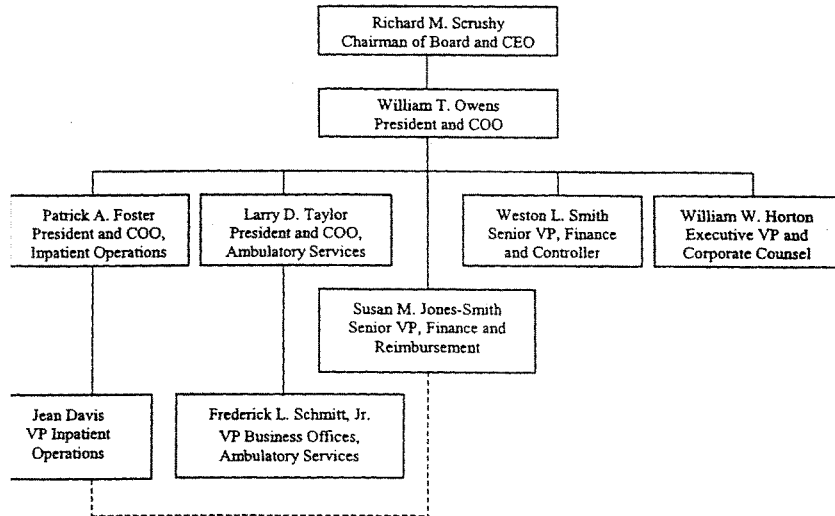 Richard M. Scrushy
Chairman of Board and CEO
William T. Owens
President and COO
Patrick A. Foster
President and COO,
Inpatient Operations
Larry D. Taylor
President and COO,
Ambulatory Services
Weston L. Smith
Senior VP, Finance
and Controller
William W. Horton
Executive VP and
Corporate Counsel
Susan M. Jones-Smith
Senior VP, Finance and
Reimbursement
Jean Davis
VP Inpatient
Operations
Frederick L. Schmitt, Jr.
VP Business Offices,
Ambulatory Services